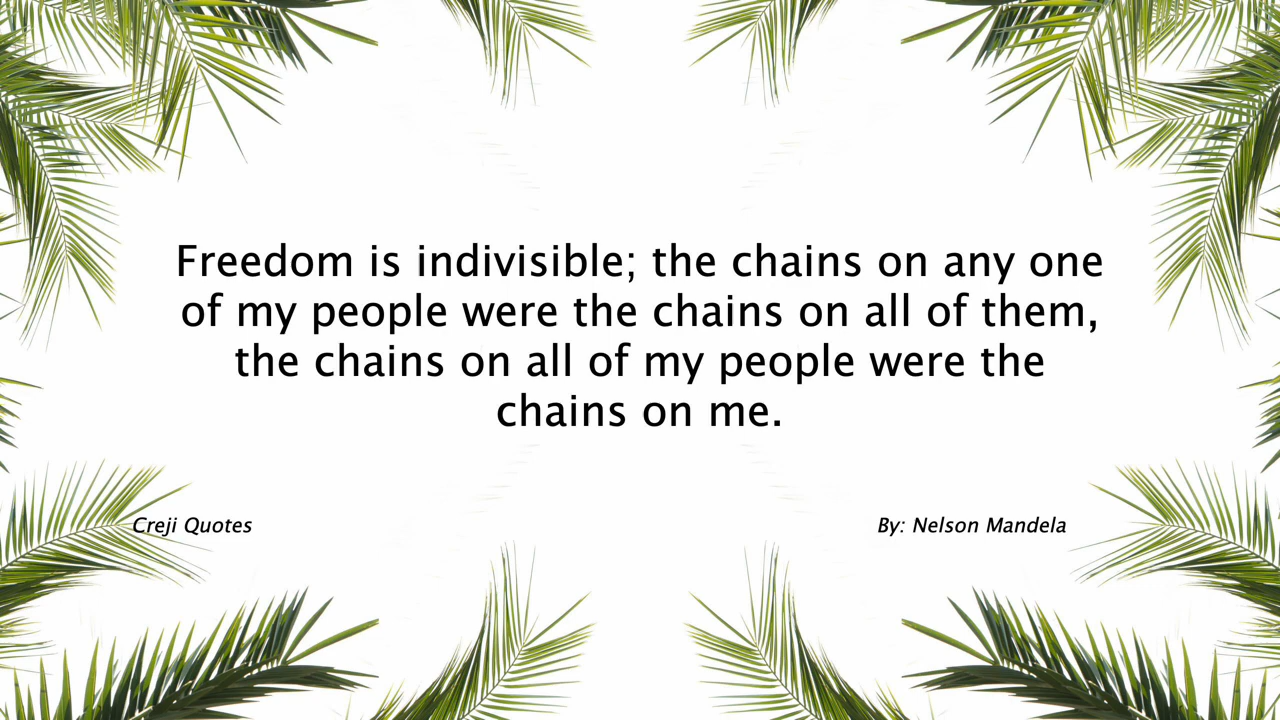 Freedom is indivisible; the chains on any one
of my people were the chains on all of them,
the chains on all of my people were the
chains on me.
Creji Quotes
By: Nelson Mandela